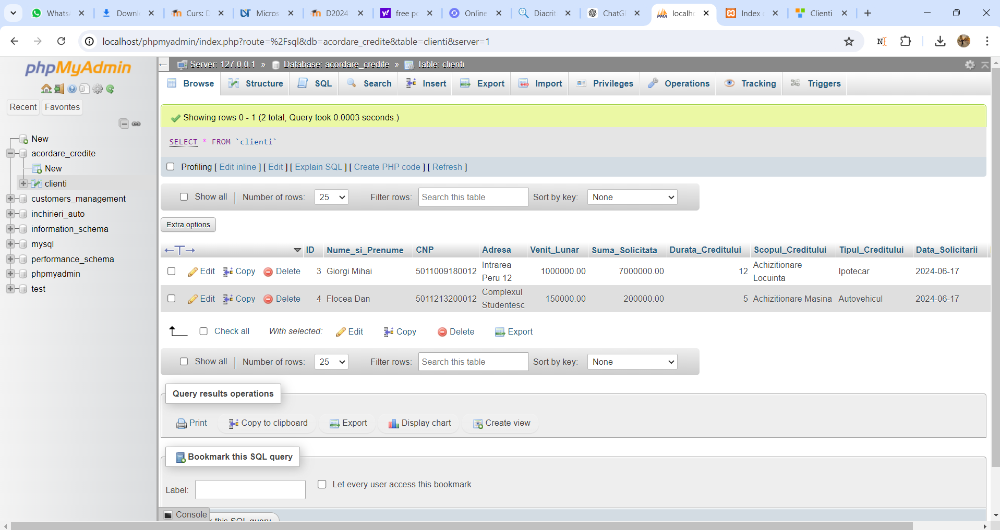 Whats
Downl
Curs: D
Micros
D2024
free po
Online
Diacrit
ChatG
localho
Index
Clienti
localhost/phpmyadmin/index.php?route=%2Fsql&db=acordare_credite&table=clienti&server=1
phpMyAdmin
Recent
Favorites
New
acordare_credite
New
clienti
customers_management
inchirieri_auto
information_schema
mysql
performance_schema
phpmyadmin
test
Server: 127.0.0.1 » Database: acordare_credite » Table: clienti
Browse Structure SQL Search Insert Export Import Privileges Operations Tracking Triggers
Showing rows 0 - 1 (2 total, Query took 0.0003 seconds.)
SELECT * FROM `clienti`
Profiling [ Edit inline ] [ Edit ] [ Explain SQL ] [ Create PHP code ] [ Refresh ]
Show all | Number of rows: 25 Filter rows: Search this table Sort by key: None
Extra options
←T→ ID Nume_si_Prenume CNP Adresa Venit_Lunar Suma_Solicitata Durata_Creditului Scopul_Creditului Tipul_Creditului Data_Solicitarii
Edit Copy Delete 3 Giorgi Mihai 5011009180012 Intrarea Peru 12 1000000.00 7000000.00 12 Achizitionare Locuinta Ipotecar 2024-06-17
Edit Copy Delete 4 Flocea Dan 5011213200012 Complexul Studentesc 150000.00 200000.00 5 Achizitionare Masina Autovehicul 2024-06-17
Check all With selected: Edit Copy Delete Export
Show all | Number of rows: 25 Filter rows: Search this table Sort by key: None
Query results operations
Print Copy to clipboard Export Display chart Create view
Bookmark this SQL query
Label: Let every user access this bookmark
Console
this SQL query